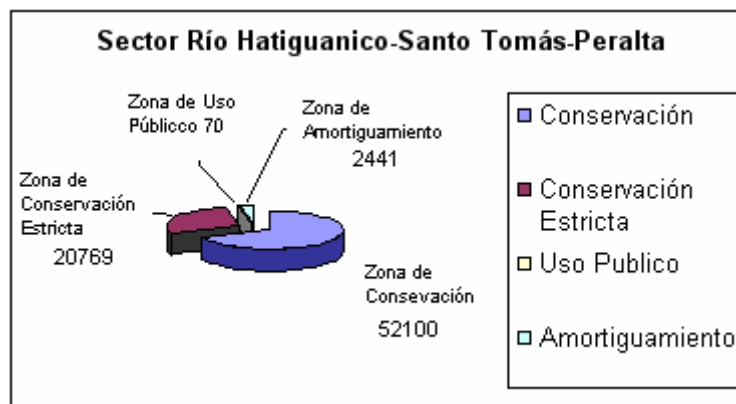 Sector Río Hatiguanico-Santo Tomás-Peralta
Zona de Uso
Públicco 70
Zona de
Amortiguamiento
2441
Zona de
Conservación
Estricta
20769
Zona de
Consevación
52100
Conservación
Conservación
Estricta
Uso Publico
Amortiguamiento